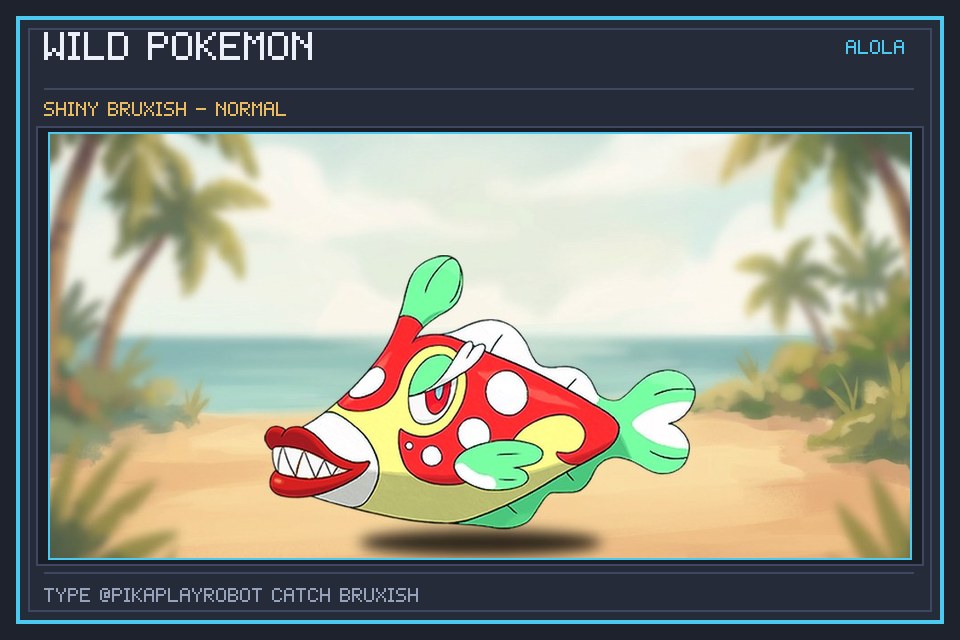 WILD POKEMON
ALOLA
SHINY BRUXISH - NORMAL
TYPE @PIKAPLAYROBOT CATCH BRUXISH